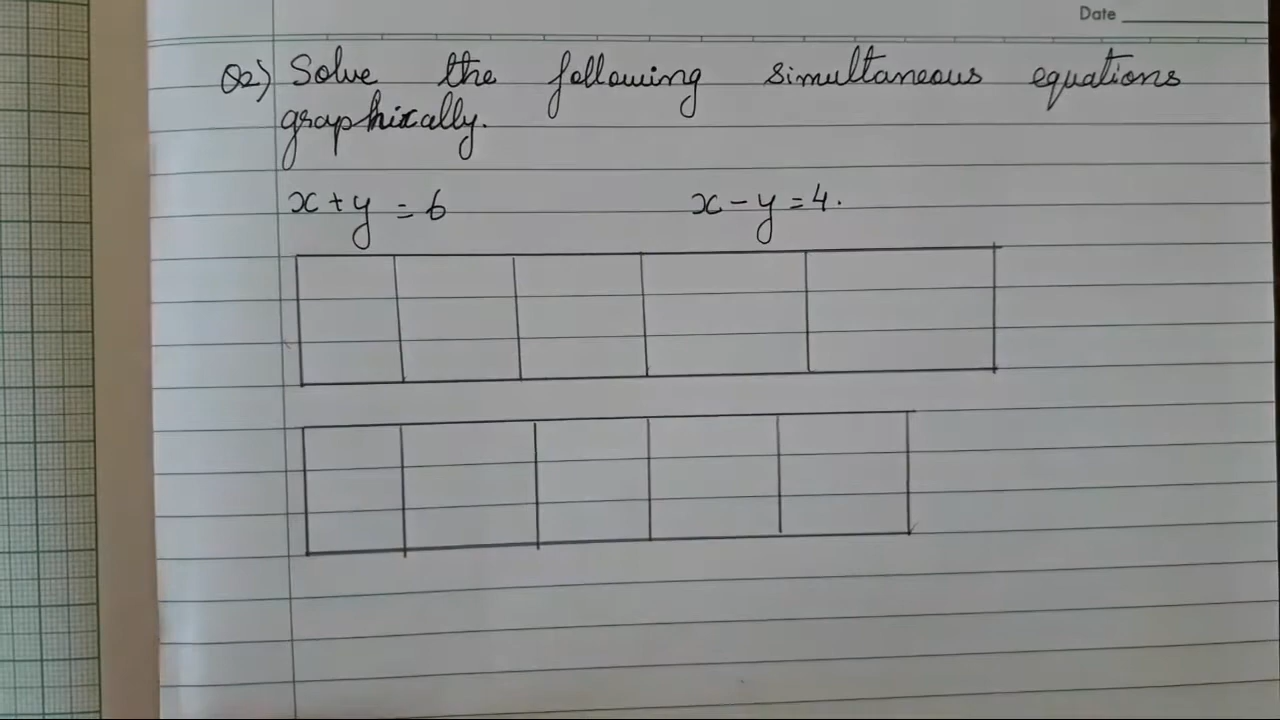 Date
Q2) Solve the following simultaneous equations
graphically.
x + y = 6 x - y = 4.